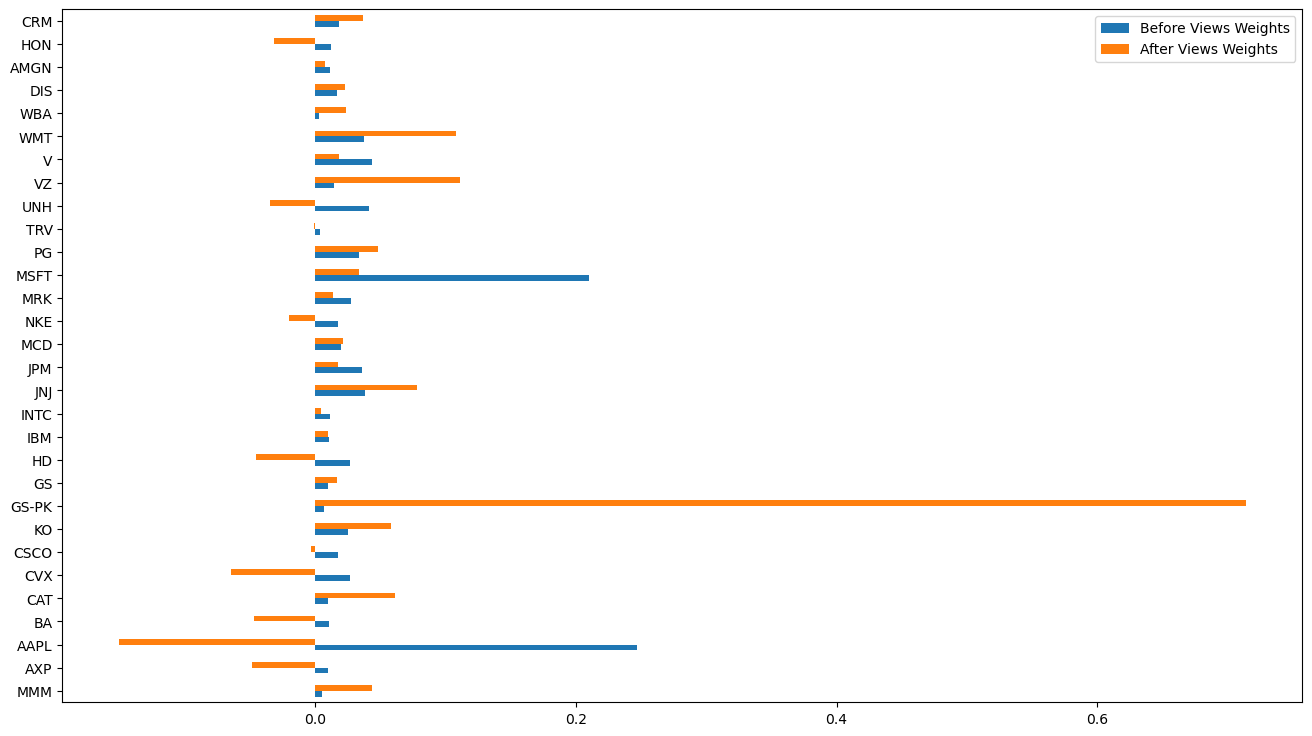 CRM
HON
AMGN
DIS
WBA
WMT
V
VZ
UNH
TRV
PG
MSFT
MRK
NKE
MCD
JPM
JNJ
INTC
IBM
HD
GS
GS-PK
KO
CSCO
CVX
CAT
BA
AAPL
AXP
MMM
0.0 0.2 0.4 0.6
Before Views Weights
After Views Weights